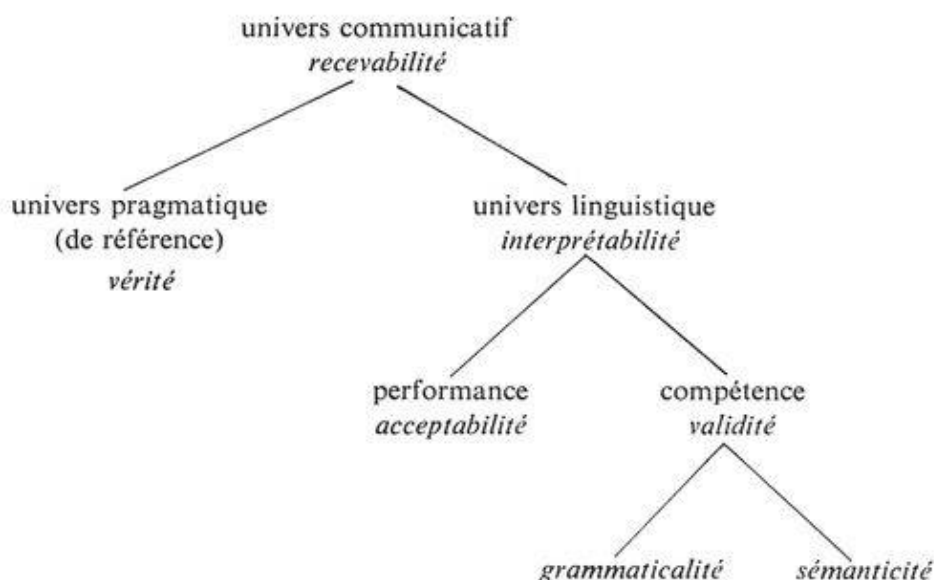 univers communicatif
recevabilité
univers pragmatique
(de référence)
vérité
univers linguistique
interprétabilité
performance
acceptabilité
compétence
validité
grammaticalité
sémanticité